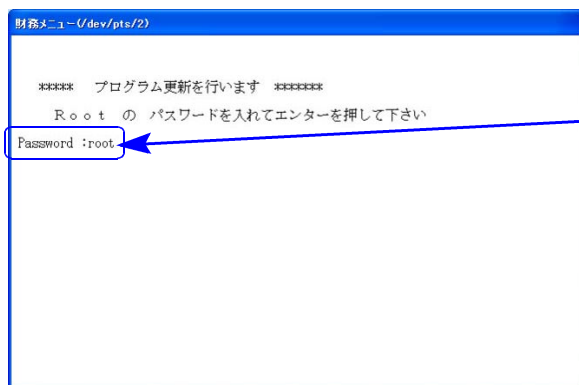 財務メニュー(/dev/pts/2)
***** プログラム更新を行います *******
Ｒｏｏｔ の パスワードを入れてエンターを押して下さい
Password :root